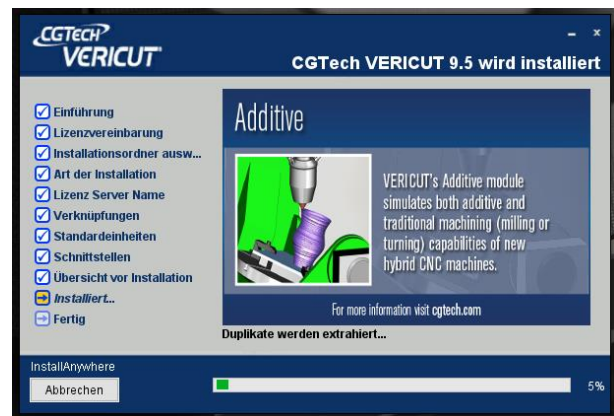 CGTECH
VERICUT
CGTech VERICUT 9.5 wird installiert
Einführung
Lizenzvereinbarung
Installationsordner ausw...
Art der Installation
Lizenz Server Name
Verknüpfungen
Standardeinheiten
Schnittstellen
Übersicht vor Installation
Installiert...
Fertig
Additive
VERICUT's Additive module
simulates both additive and
traditional machining (milling or
turning) capabilities of new
hybrid CNC machines.
For more information visit cgtech.com
Duplikate werden extrahiert...
InstallAnywhere
Abbrechen
5%